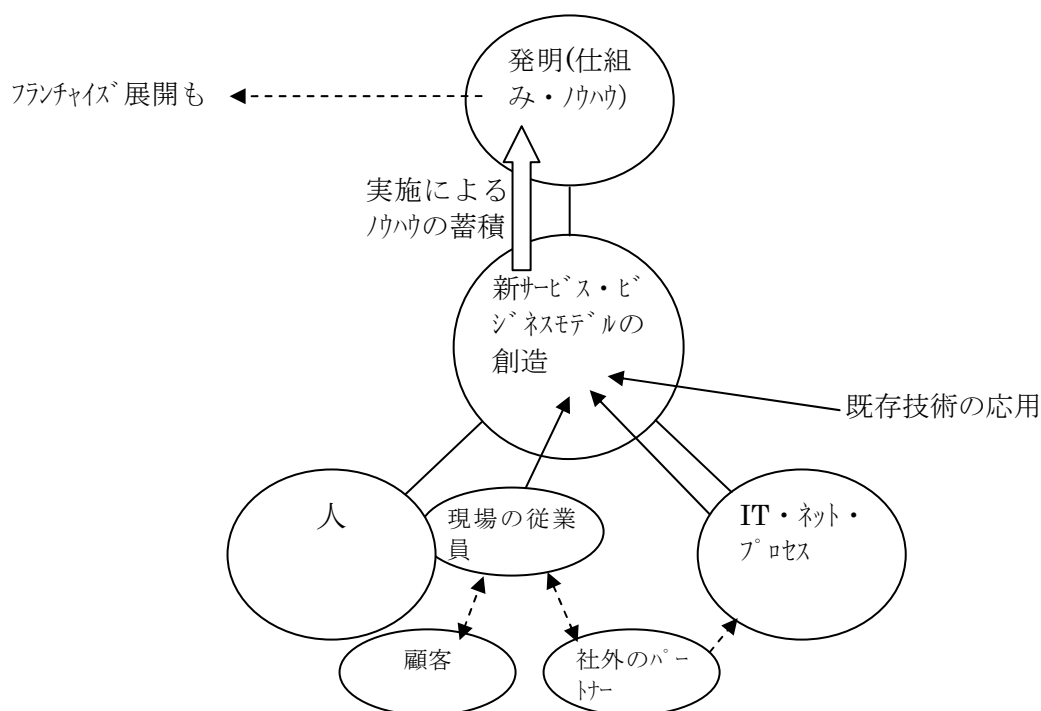 発明(仕組
み・ﾉｳﾊｳ)
ﾌﾗﾝﾁｬｲｽﾞ展開も
実施による
ﾉｳﾊｳの蓄積
新ｻｰﾋﾞｽ・ﾋﾞ
ｼﾞﾈｽﾓﾃﾞﾙの
創造
既存技術の応用
人
現場の従業
員
IT・ﾈｯﾄ・
ﾌﾟﾛｾｽ
顧客
社外のﾊﾟｰ
ﾄﾅｰ